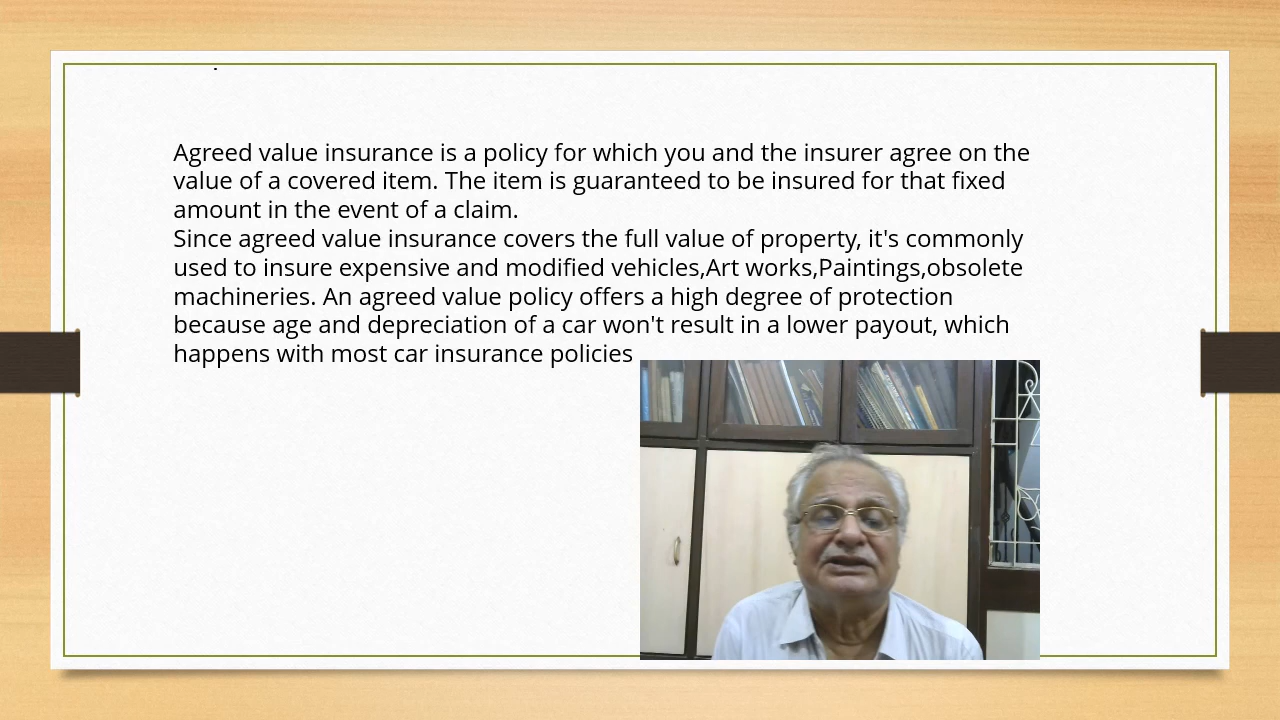 Agreed value insurance is a policy for which you and the insurer agree on the
value of a covered item. The item is guaranteed to be insured for that fixed
amount in the event of a claim.
Since agreed value insurance covers the full value of property, it's commonly
used to insure expensive and modified vehicles,Art works,Paintings,obsolete
machineries. An agreed value policy offers a high degree of protection
because age and depreciation of a car won't result in a lower payout, which
happens with most car insurance policies